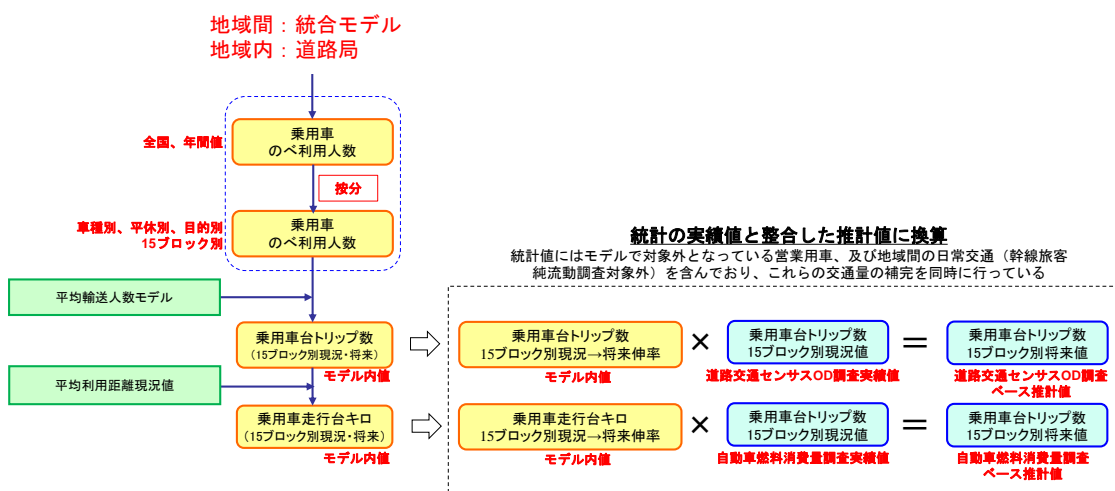 地域間：統合モデル
地域内：道路局
全国、年間値
乗用車
のべ利用人数
按分
車種別、平休別、目的別
15ブロック別
乗用車
のべ利用人数
統計の実績値と整合した推計値に換算
統計値にはモデルで対象外となっている営業用車、及び地域間の日常交通（幹線旅客
純流動調査対象外）を含んでおり、これらの交通量の補完を同時に行っている
平均輸送人数モデル
乗用車台トリップ数
（15ブロック別現況・将来）
モデル内値
乗用車台トリップ数
15ブロック別現況→将来伸率
モデル内値
×
乗用車台トリップ数
15ブロック別現況値
道路交通センサスOD調査実績値
＝
乗用車台トリップ数
15ブロック別将来値
道路交通センサスOD調査
ベース推計値
平均利用距離現況値
乗用車走行台キロ
（15ブロック別現況・将来）
モデル内値
乗用車走行台キロ
15ブロック別現況→将来伸率
モデル内値
×
乗用車台トリップ数
15ブロック別現況値
自動車燃料消費量調査実績値
＝
乗用車台トリップ数
15ブロック別将来値
自動車燃料消費量調査
ベース推計値